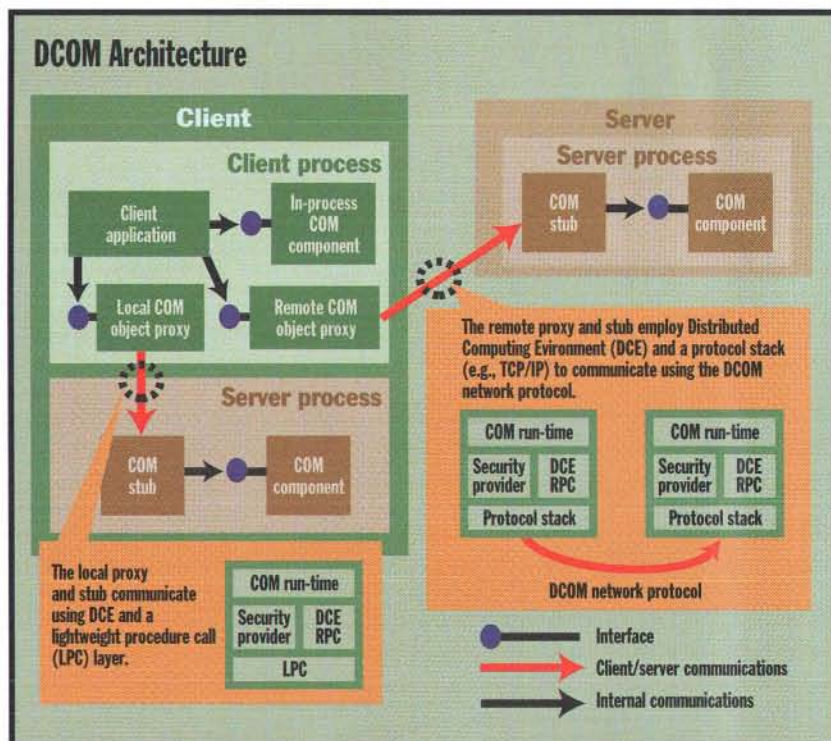 DCOM Architecture
Client
Client process
Client
application
In-process
COM
component
Local COM
object proxy
Remote COM
object proxy
Server process
COM
stub
COM
component
Server
Server process
COM
stub
COM
component
The remote proxy and stub employ Distributed
Computing Evironment (DCE) and a protocol stack
(e.g., TCP/IP) to communicate using the DCOM
network protocol.
COM run-time
Security
provider
DCE
RPC
Protocol stack
COM run-time
Security
provider
DCE
RPC
Protocol stack
DCOM network protocol
The local proxy
and stub communicate
using DCE and a
lightweight procedure call
(LPC) layer.
COM run-time
Security
provider
DCE
RPC
LPC
Interface
Client/server communications
Internal communications